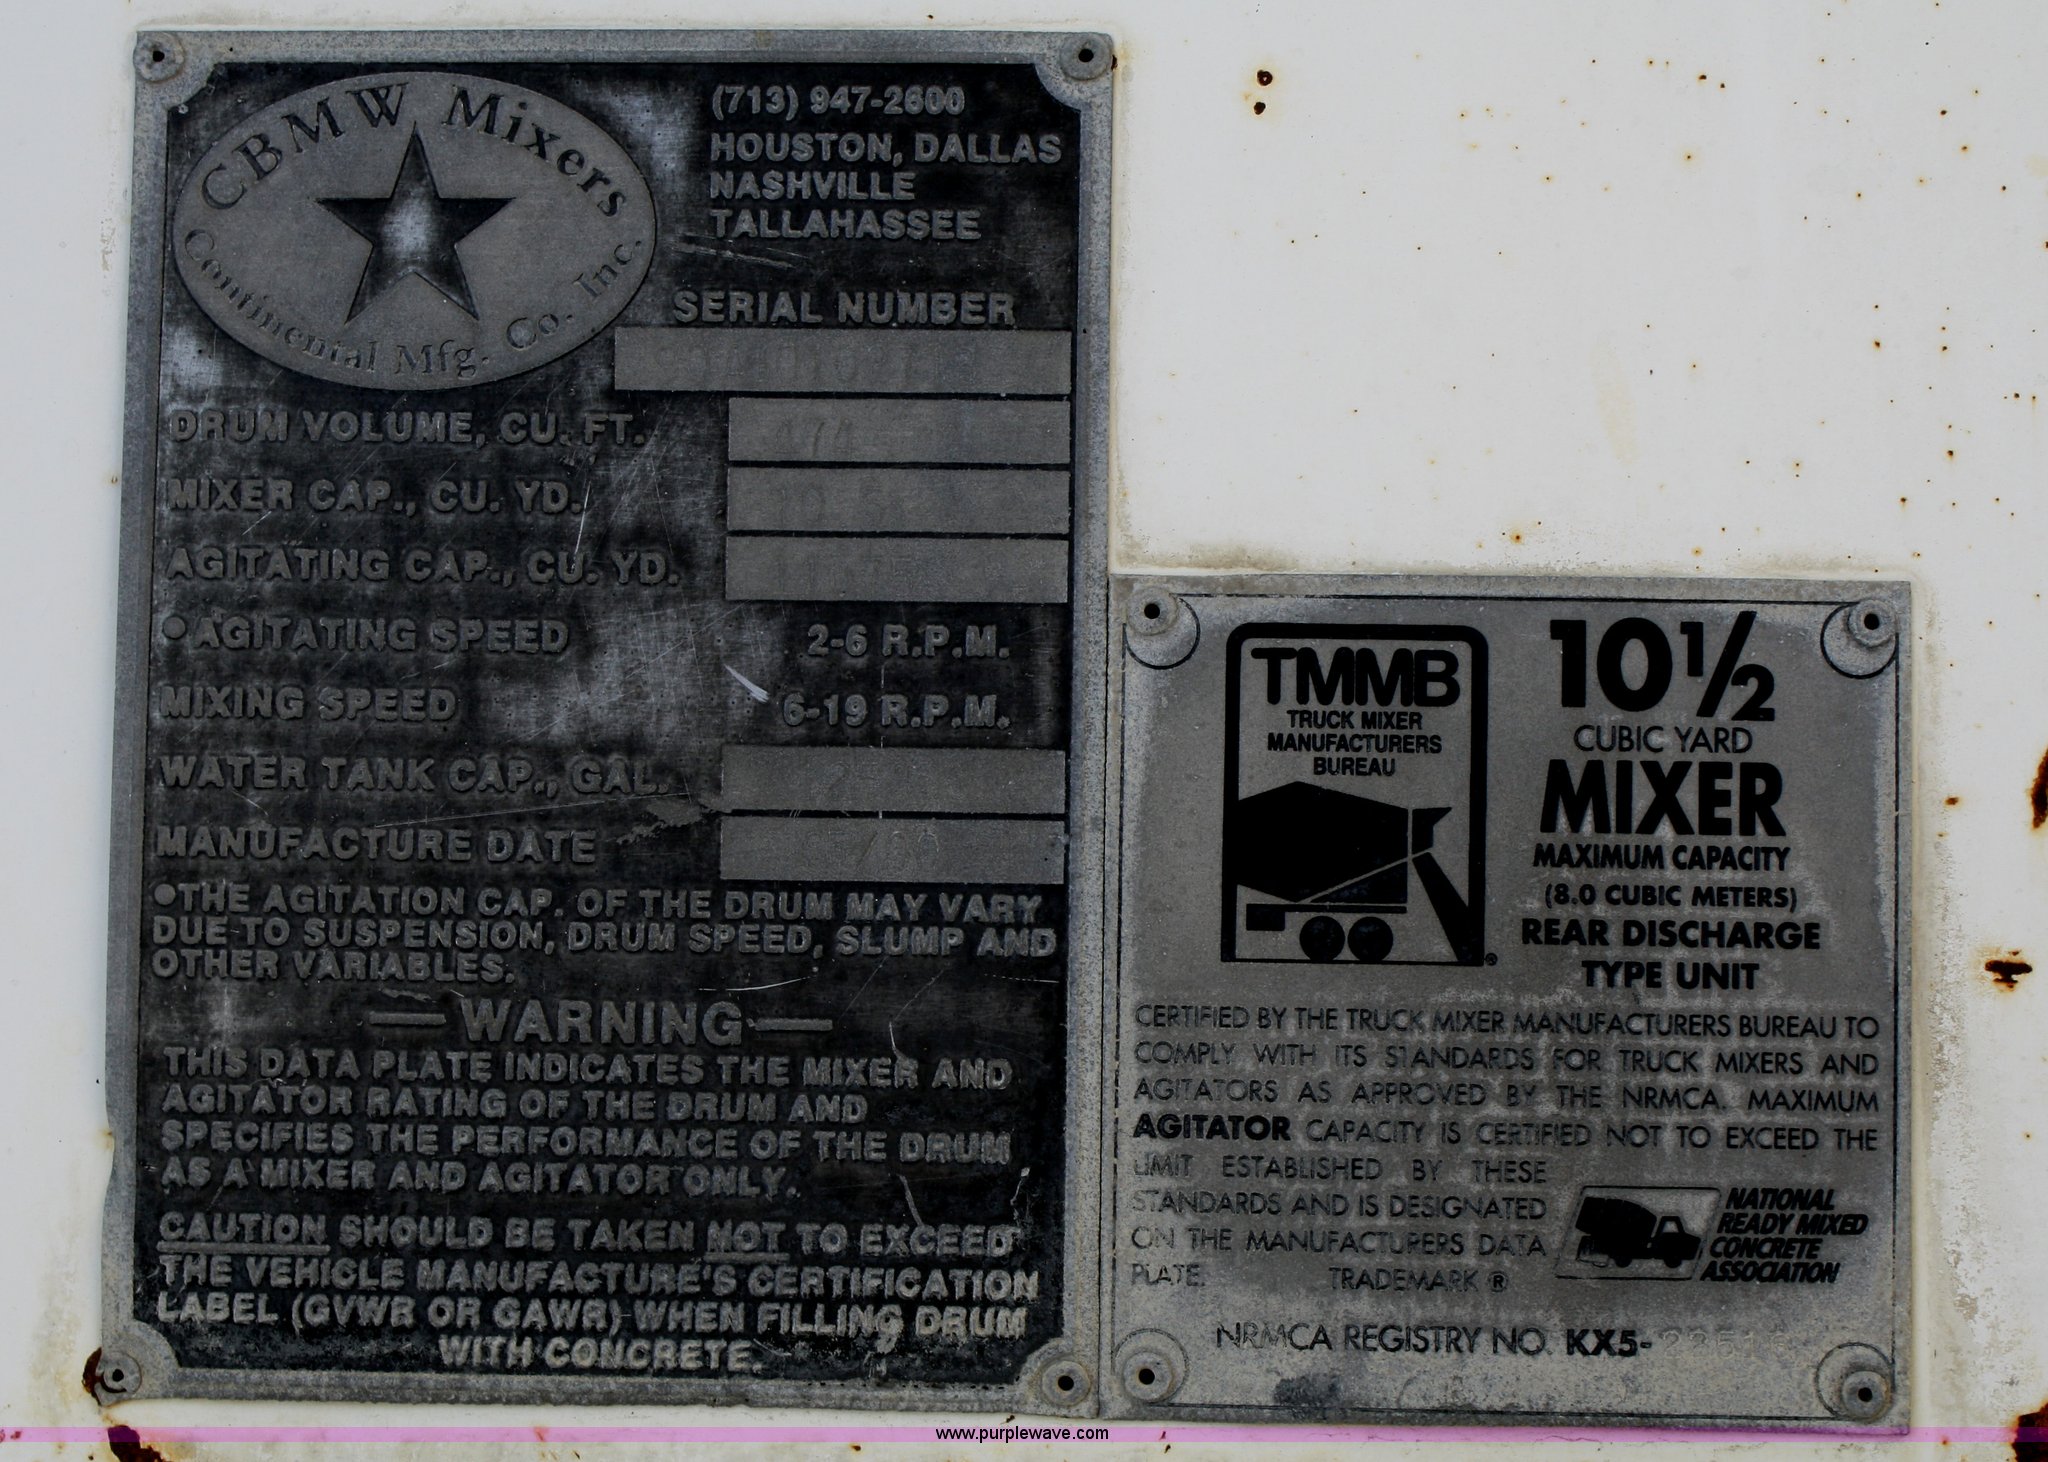 CBMW Mixers
Continental Mfg. Co. Inc.
(713) 947-2600
HOUSTON, DALLAS
NASHVILLE
TALLAHASSEE
SERIAL NUMBER
DRUM VOLUME, CU. FT. 474
MIXER CAP., CU. YD. 10.5
AGITATING CAP., CU. YD.
•AGITATING SPEED 2-6 R.P.M.
MIXING SPEED 6-19 R.P.M.
WATER TANK CAP., GAL.
MANUFACTURE DATE
•THE AGITATION CAP. OF THE DRUM MAY VARY
DUE TO SUSPENSION, DRUM SPEED, SLUMP AND
OTHER VARIABLES.
— WARNING —
THIS DATA PLATE INDICATES THE MIXER AND
AGITATOR RATING OF THE DRUM AND
SPECIFIES THE PERFORMANCE OF THE DRUM
AS A MIXER AND AGITATOR ONLY.
CAUTION SHOULD BE TAKEN NOT TO EXCEED
THE VEHICLE MANUFACTURE'S CERTIFICATION
LABEL (GVWR OR GAWR) WHEN FILLING DRUM
WITH CONCRETE.
TMMB
TRUCK MIXER
MANUFACTURERS
BUREAU
®
10 1/2
CUBIC YARD
MIXER
MAXIMUM CAPACITY
(8.0 CUBIC METERS)
REAR DISCHARGE
TYPE UNIT
CERTIFIED BY THE TRUCK MIXER MANUFACTURERS BUREAU TO
COMPLY WITH ITS STANDARDS FOR TRUCK MIXERS AND
AGITATORS AS APPROVED BY THE NRMCA. MAXIMUM
AGITATOR CAPACITY IS CERTIFIED NOT TO EXCEED THE
LIMIT ESTABLISHED BY THESE
STANDARDS AND IS DESIGNATED
ON THE MANUFACTURERS DATA
PLATE. TRADEMARK ®
NATIONAL
READY MIXED
CONCRETE
ASSOCIATION
NRMCA REGISTRY NO. KX5-
www.purplewave.com